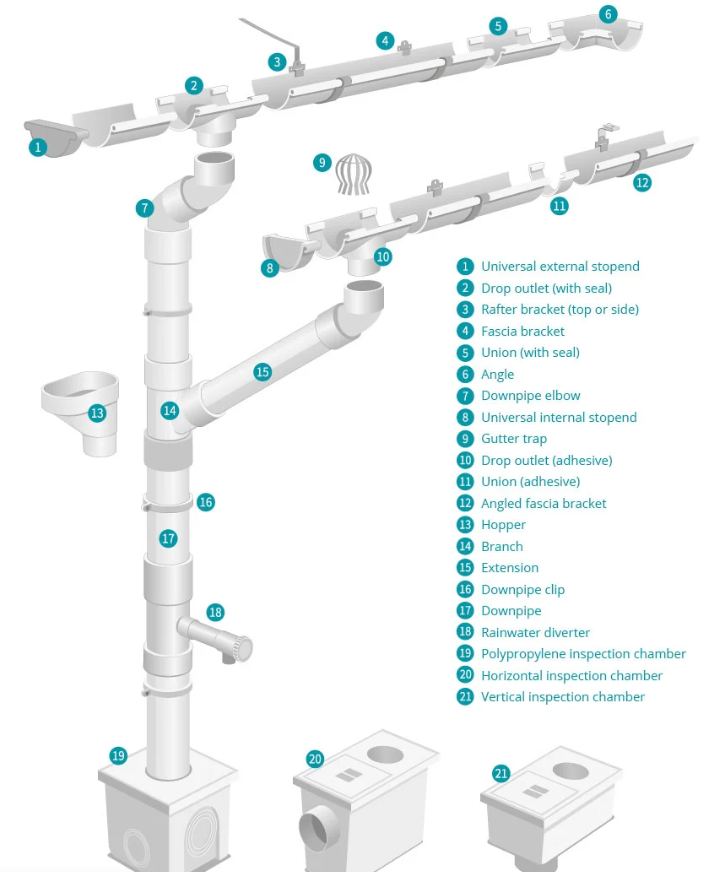 1
2
3
4
5
6
7
8
9
10
11
12
13
14
15
16
17
18
19
20
21
1 Universal external stopend
2 Drop outlet (with seal)
3 Rafter bracket (top or side)
4 Fascia bracket
5 Union (with seal)
6 Angle
7 Downpipe elbow
8 Universal internal stopend
9 Gutter trap
10 Drop outlet (adhesive)
11 Union (adhesive)
12 Angled fascia bracket
13 Hopper
14 Branch
15 Extension
16 Downpipe clip
17 Downpipe
18 Rainwater diverter
19 Polypropylene inspection chamber
20 Horizontal inspection chamber
21 Vertical inspection chamber